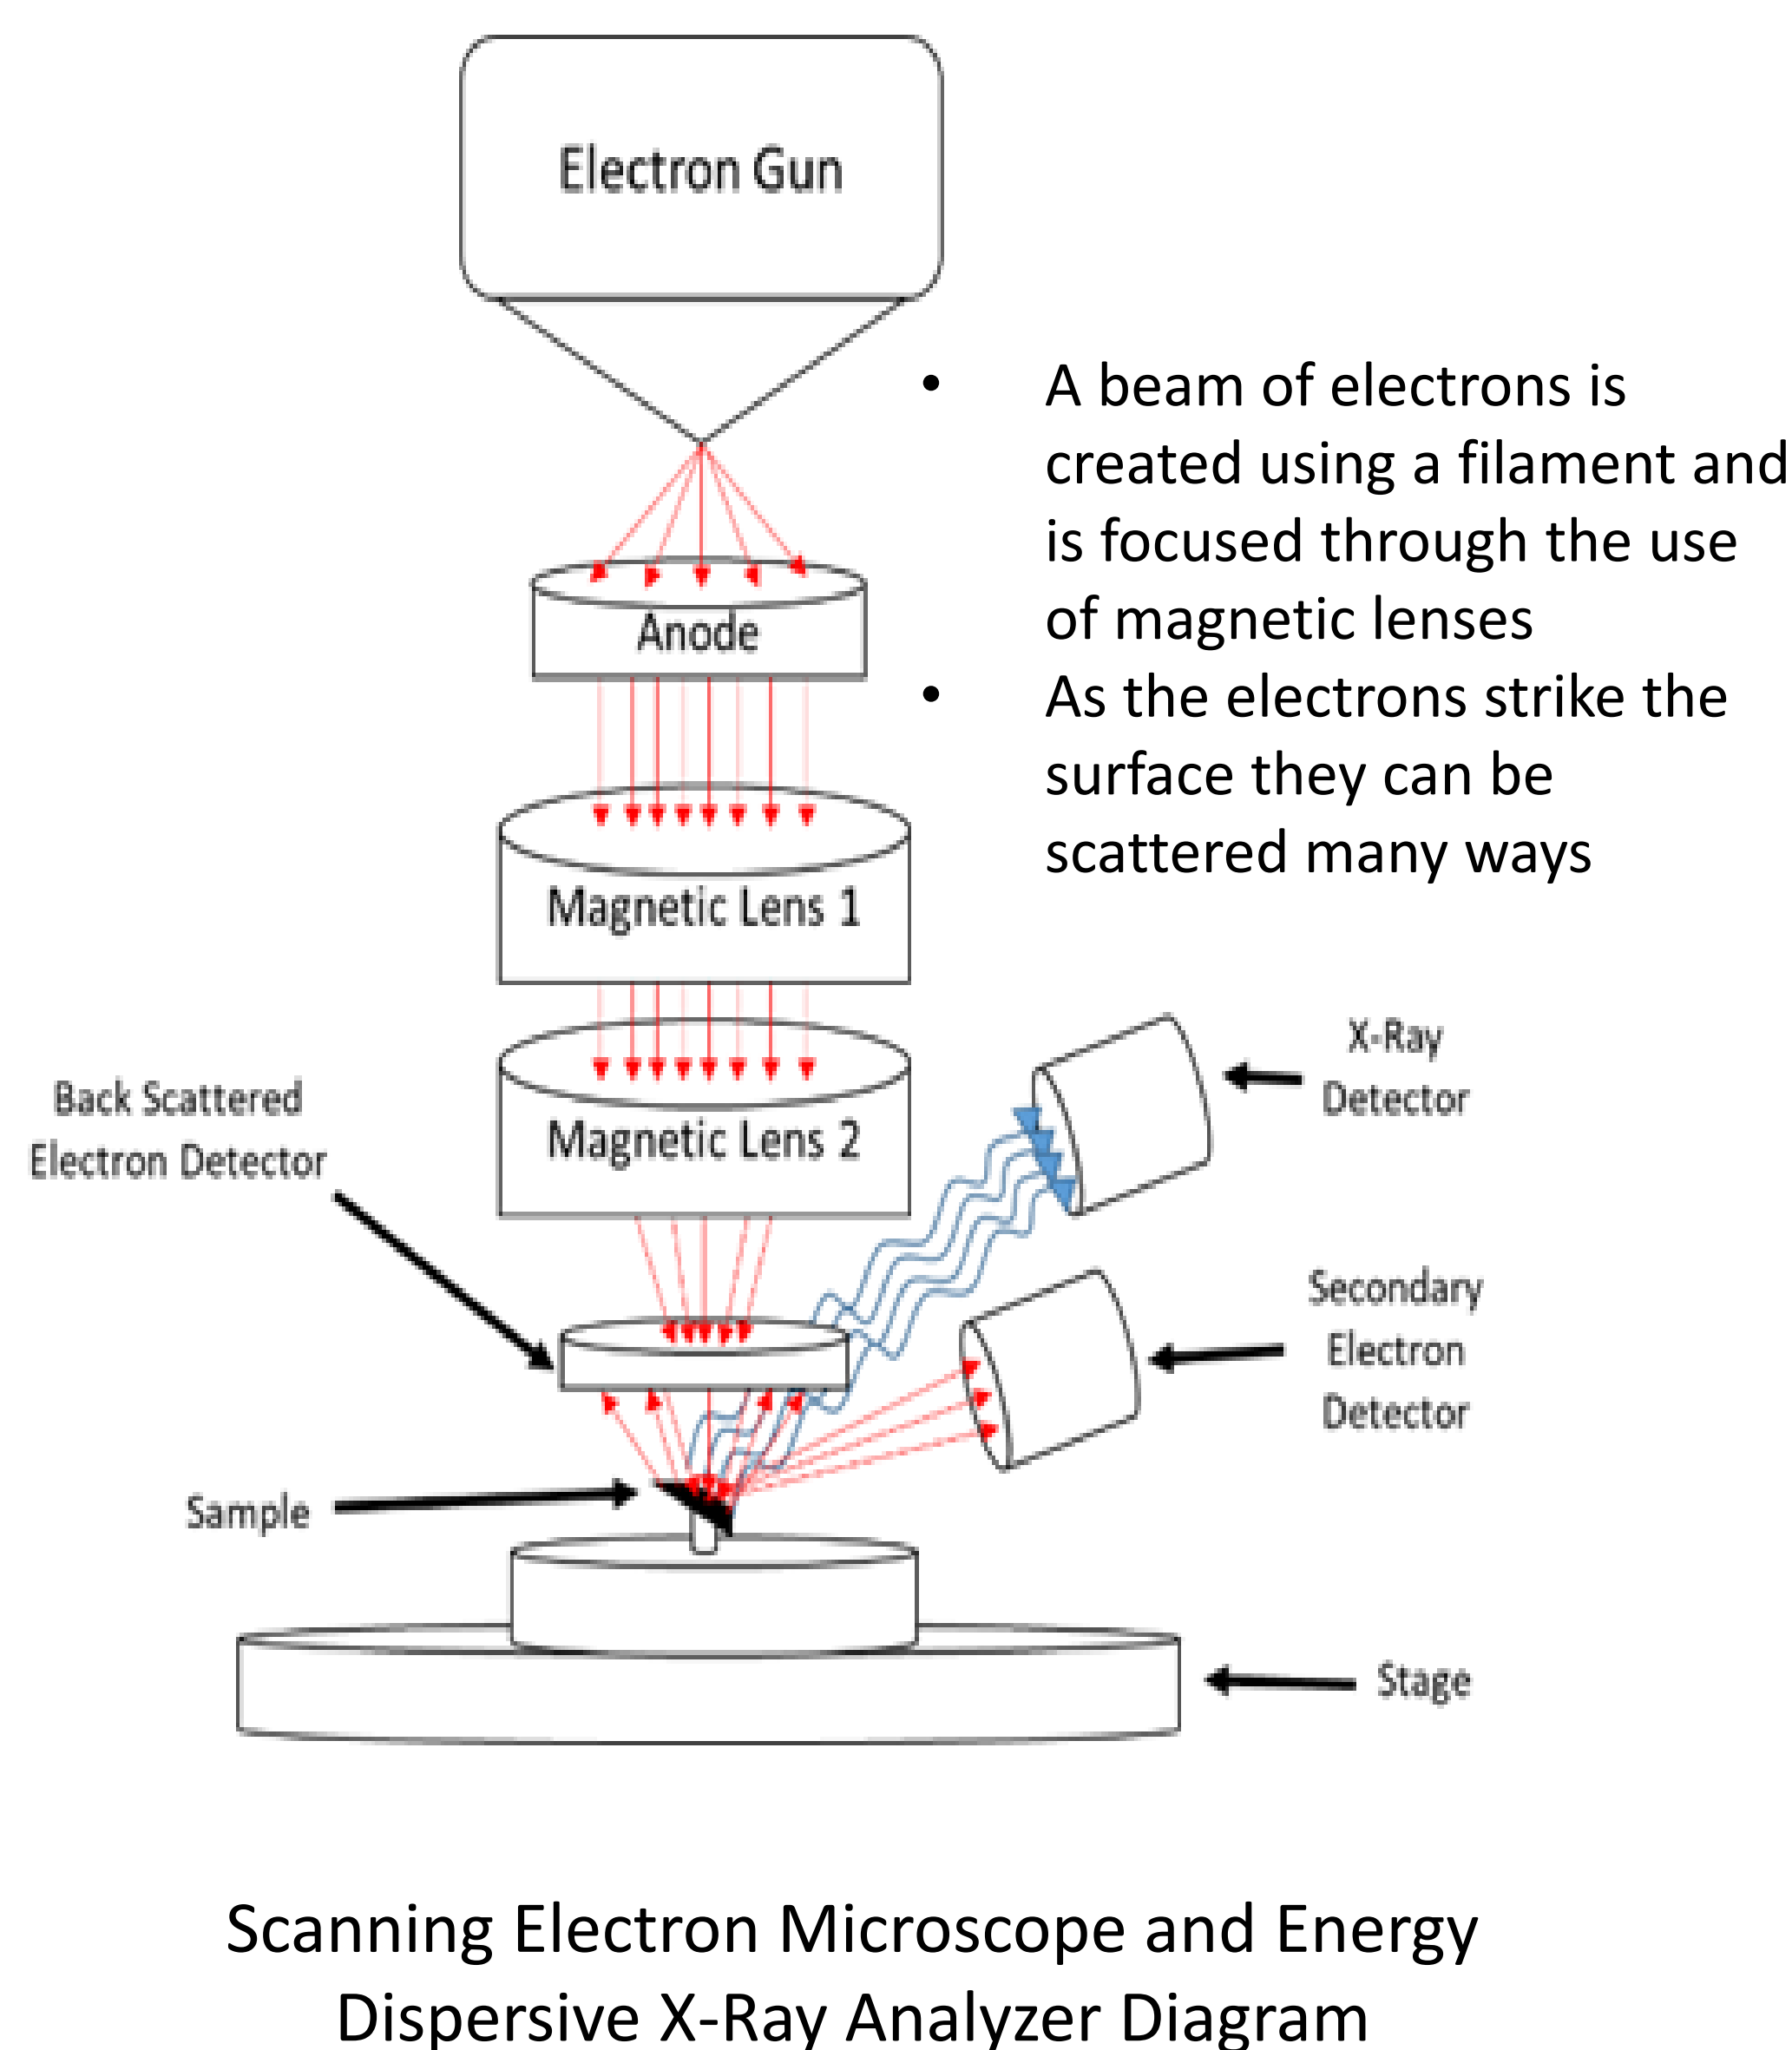 Electron Gun
• A beam of electrons is
created using a filament and
is focused through the use
of magnetic lenses
• As the electrons strike the
surface they can be
scattered many ways
Anode
Magnetic Lens 1
Magnetic Lens 2
Back Scattered
Electron Detector
X-Ray
Detector
Secondary
Electron
Detector
Sample
Stage
Scanning Electron Microscope and Energy
Dispersive X-Ray Analyzer Diagram